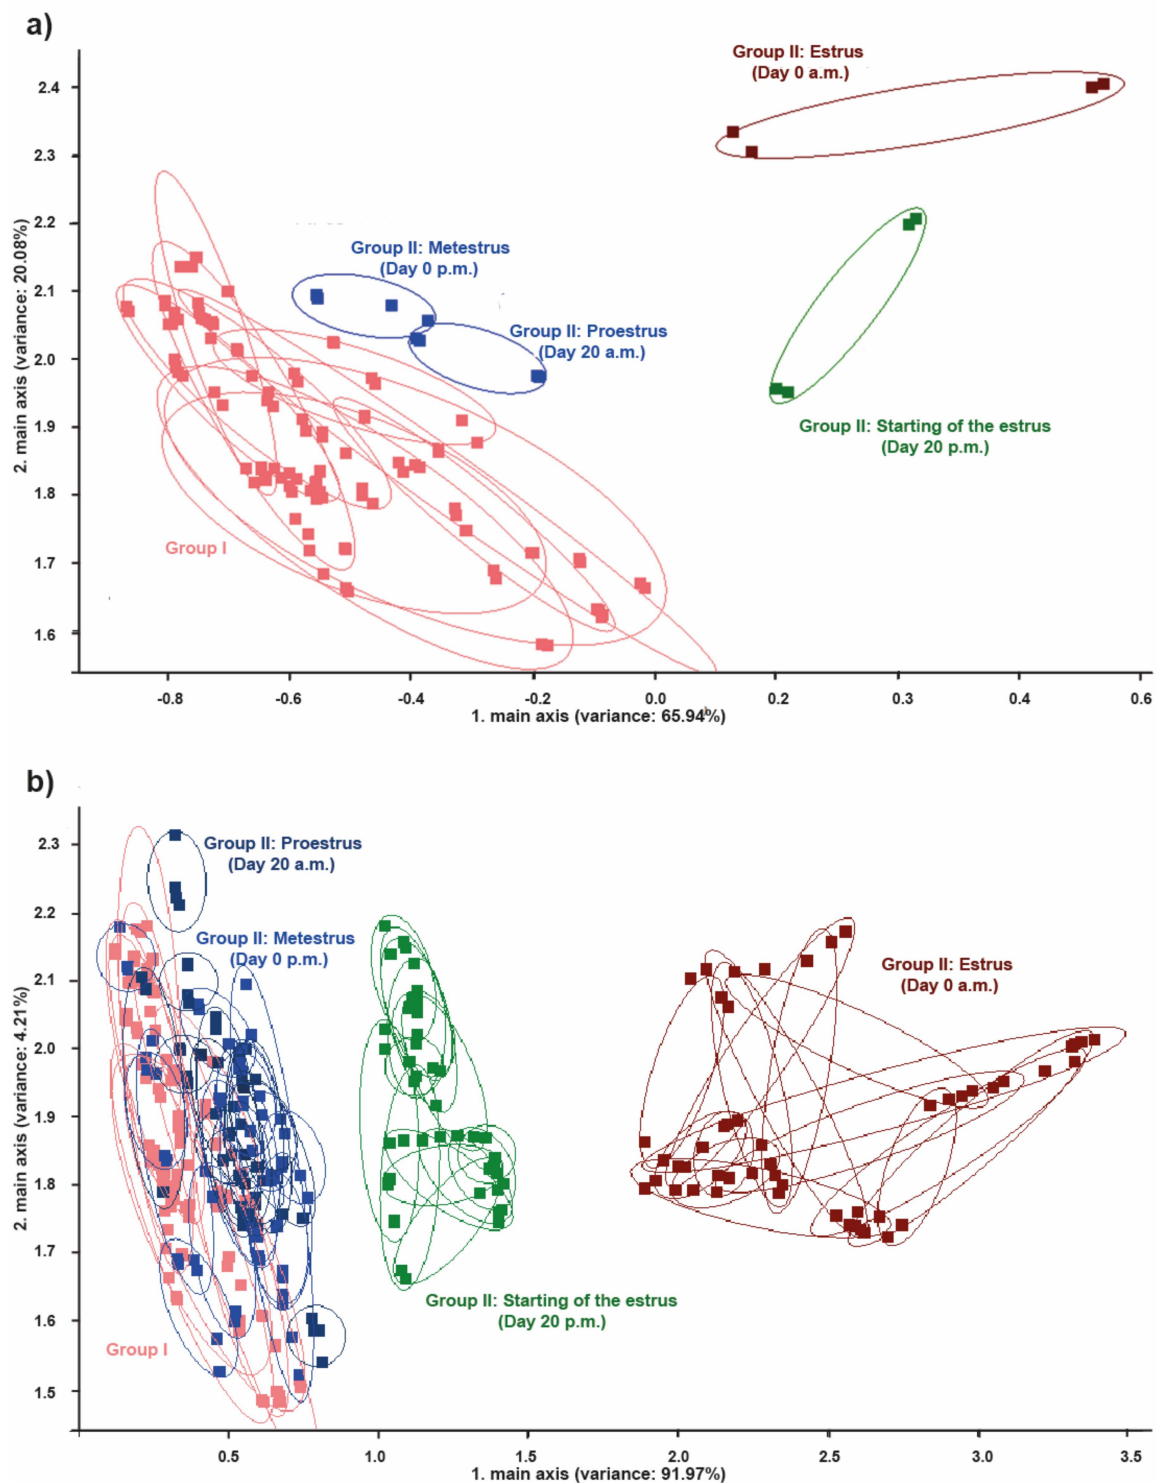 a)
Group II: Estrus
(Day 0 a.m.)
2.4
2.3
2.2
2.1
2.0
1.9
1.8
1.7
1.6
2. main axis (variance: 20.08%)
Group II: Metestrus
(Day 0 p.m.)
Group II: Proestrus
(Day 20 a.m.)
Group II: Starting of the estrus
(Day 20 p.m.)
Group I
-0.8
-0.6
-0.4
-0.2
0.0
0.2
0.3
0.4
0.6
1. main axis (variance: 65.94%)
b)
2.3
2.2
2.1
2.0
1.9
1.8
1.7
1.6
1.5
2. main axis (variance: 4.21%)
Group II: Proestrus
(Day 20 a.m.)
Group II: Metestrus
(Day 0 p.m.)
Group II: Estrus
(Day 0 a.m.)
Group II: Starting of the estrus
(Day 20 p.m.)
Group I
0.5
1.0
1.5
2.0
2.5
3.0
3.5
1. main axis (variance: 91.97%)